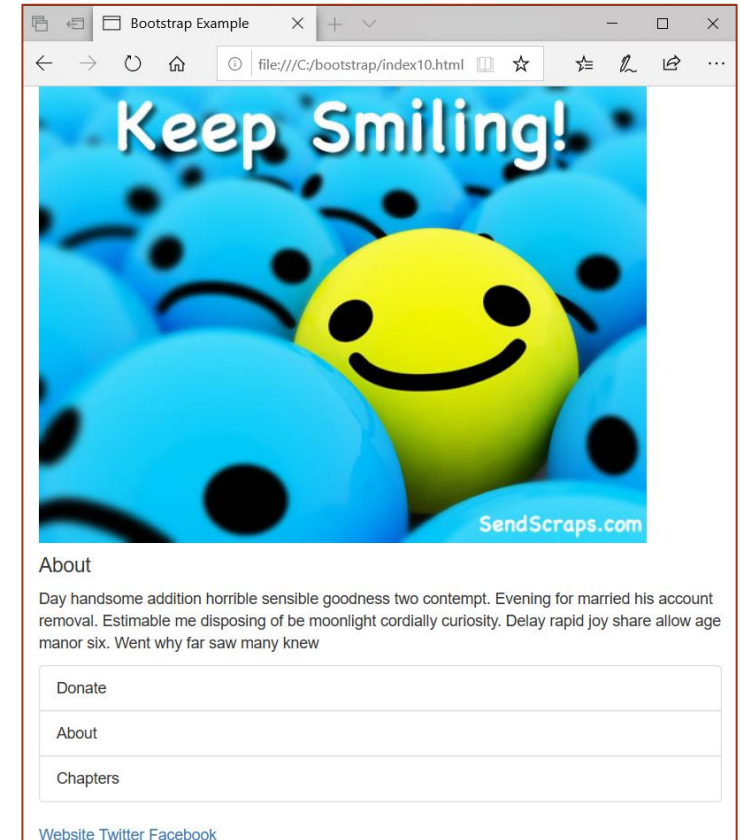 Bootstrap Example
file:///C:/bootstrap/index10.html
Keep Smiling!
SendScraps.com
About
Day handsome addition horrible sensible goodness two contempt. Evening for married his account
removal. Estimable me disposing of be moonlight cordially curiosity. Delay rapid joy share allow age
manor six. Went why far saw many knew
Donate
About
Chapters
Website Twitter Facebook